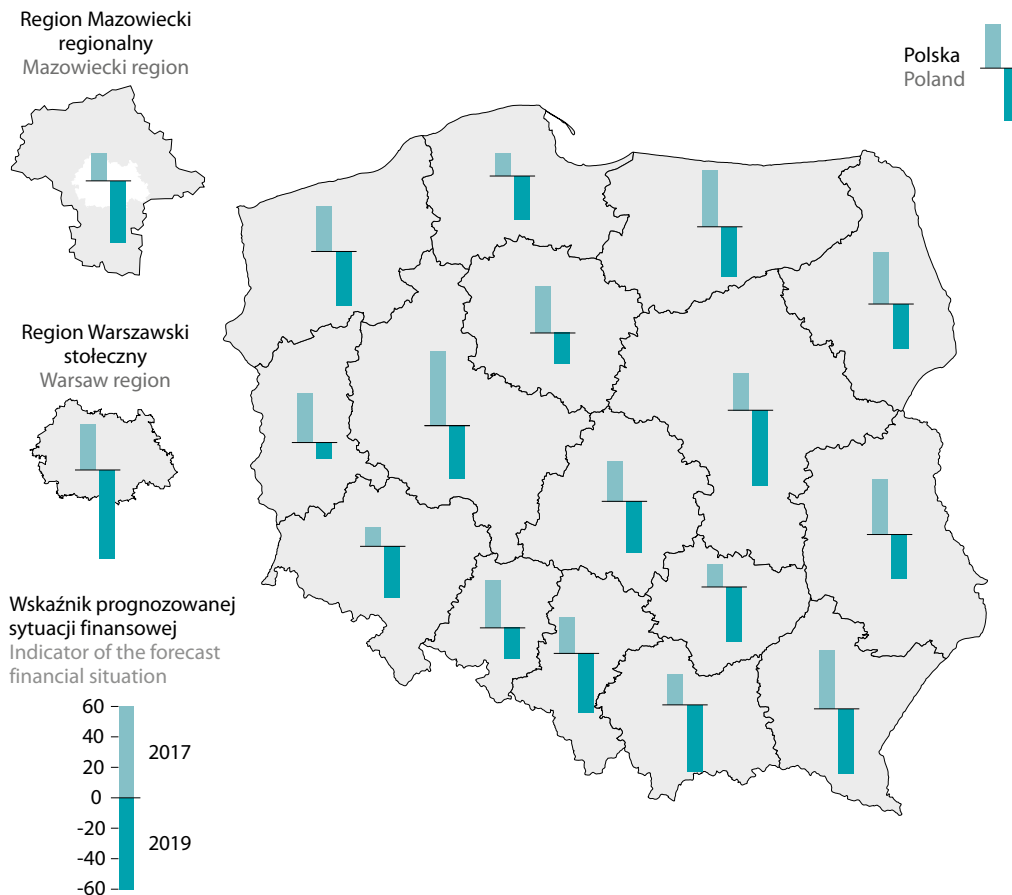 Region Mazowiecki
regionalny
Mazowiecki region
Polska
Poland
Region Warszawski
stołeczny
Warsaw region
Wskaźnik prognozowanej
sytuacji finansowej
Indicator of the forecast
financial situation
60
40
20
0
-20
-40
-60
2017
2019